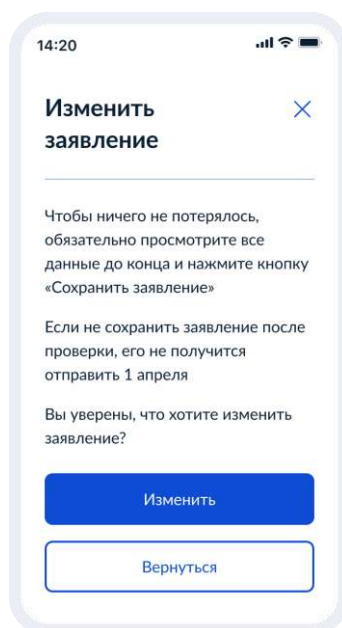 14:20
Изменить
заявление
Чтобы ничего не потерялось,
обязательно просмотрите все
данные до конца и нажмите кнопку
«Сохранить заявление»
Если не сохранить заявление после
проверки, его не получится
отправить 1 апреля
Вы уверены, что хотите изменить
заявление?
Изменить
Вернуться